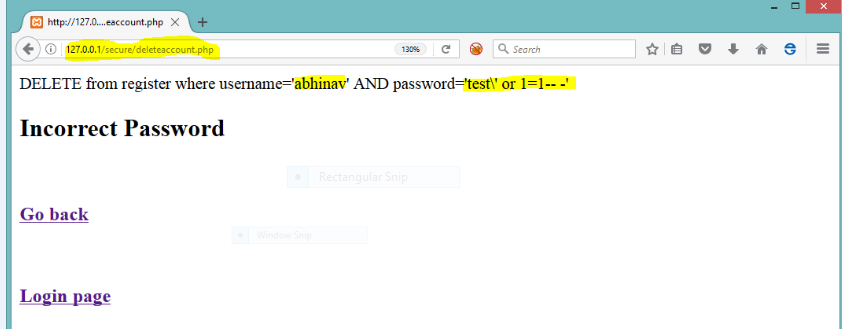 http://127.0....eaccount.php
127.0.0.1/secure/deleteaccount.php 130% Search
DELETE from register where username='abhinav' AND password='test\' or 1=1-- -'
Incorrect Password
Rectangular Snip
Go back
Window Snip
Login page